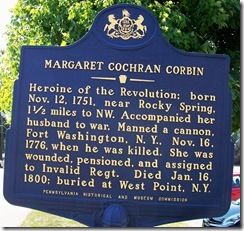 MARGARET COCHRAN CORBIN
Heroine of the Revolution; born
Nov. 12, 1751, near Rocky Spring,
1½ miles to NW. Accompanied her
husband to war. Manned a cannon,
Fort Washington, N.Y., Nov. 16,
1776, when he was killed. She was
wounded, pensioned, and assigned
to Invalid Regt. Died Jan. 16,
1800; buried at West Point, N.Y.
PENNSYLVANIA HISTORICAL AND MUSEUM COMMISSION